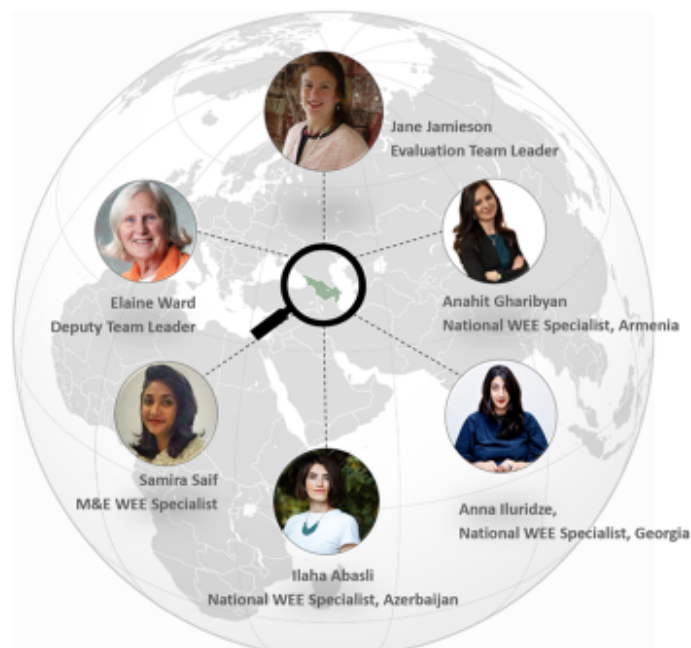 Jane Jamieson
Evaluation Team Leader
Elaine Ward
Deputy Team Leader
Anahit Gharibyan
National WEE Specialist, Armenia
Samira Saif
M&E WEE Specialist
Anna Iluridze,
National WEE Specialist, Georgia
Ilaha Abasli
National WEE Specialist, Azerbaijan